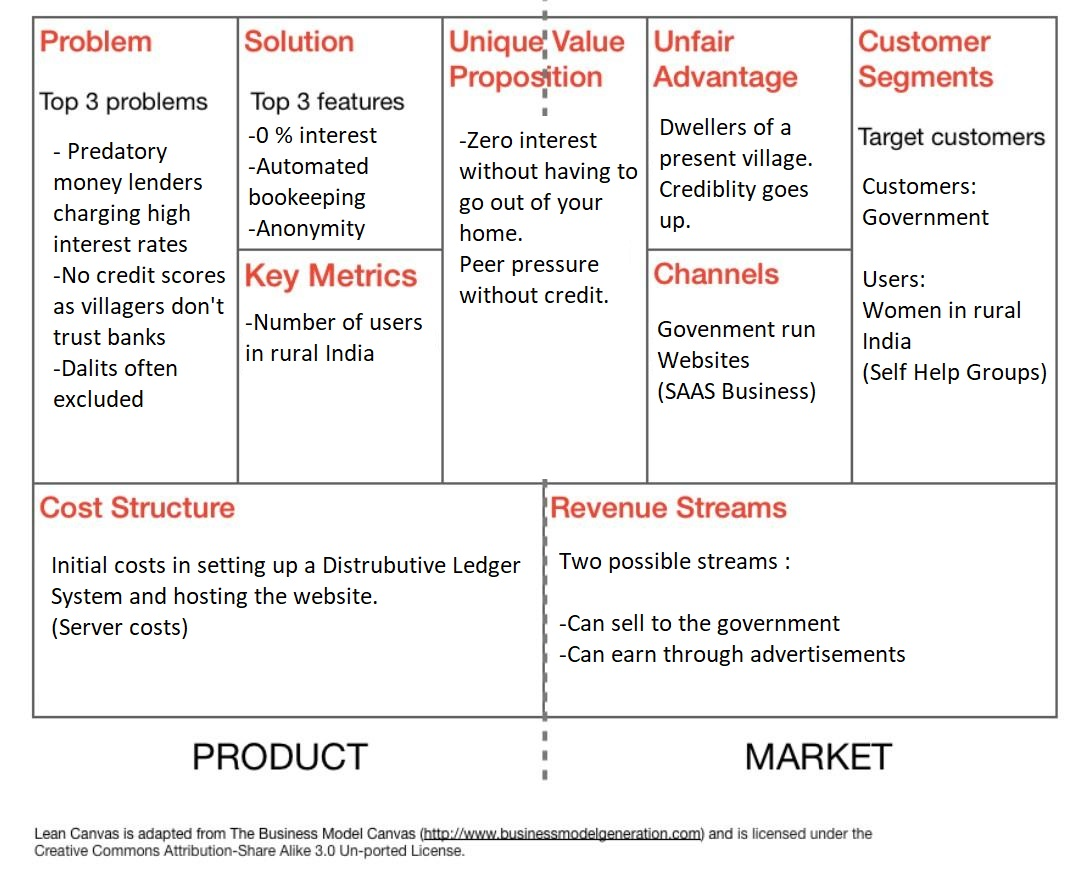 Problem
Top 3 problems
- Predatory
money lenders
charging high
interest rates
-No credit scores
as villagers don't
trust banks
-Dalits often
excluded
Solution
Top 3 features
-0 % interest
-Automated
bookeeping
-Anonymity
Key Metrics
-Number of users
in rural India
Unique Value
Proposition
-Zero interest
without having to
go out of your
home.
Peer pressure
without credit.
Unfair
Advantage
Dwellers of a
present village.
Crediblity goes
up.
Channels
Govenment run
Websites
(SAAS Business)
Customer
Segments
Target customers
Customers:
Government
Users:
Women in rural
India
(Self Help Groups)
Cost Structure
Initial costs in setting up a Distrubutive Ledger
System and hosting the website.
(Server costs)
Revenue Streams
Two possible streams :
-Can sell to the government
-Can earn through advertisements
PRODUCT
MARKET
Lean Canvas is adapted from The Business Model Canvas (http://www.businessmodelgeneration.com) and is licensed under the
Creative Commons Attribution-Share Alike 3.0 Un-ported License.